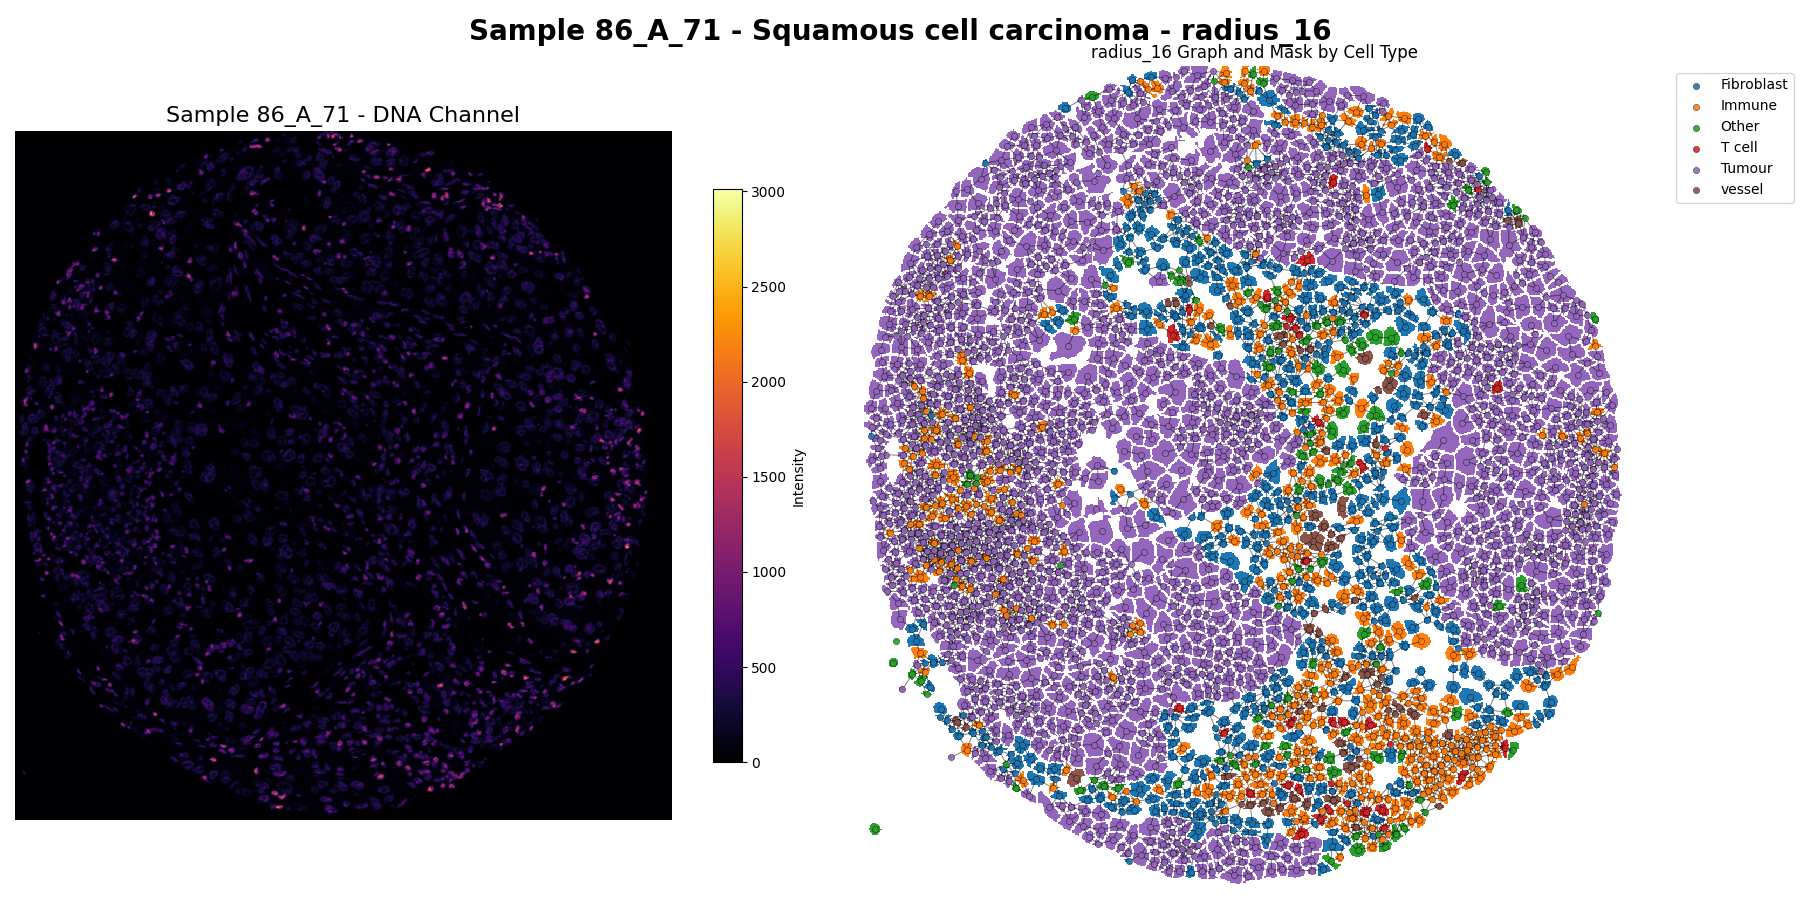 Sample 86_A_71 - Squamous cell carcinoma - radius_16
radius_16 Graph and Mask by Cell Type
Sample 86_A_71 - DNA Channel
Fibroblast
Immune
Other
T cell
Tumour
vessel
3000
2500
2000
1500
1000
500
0
Intensity